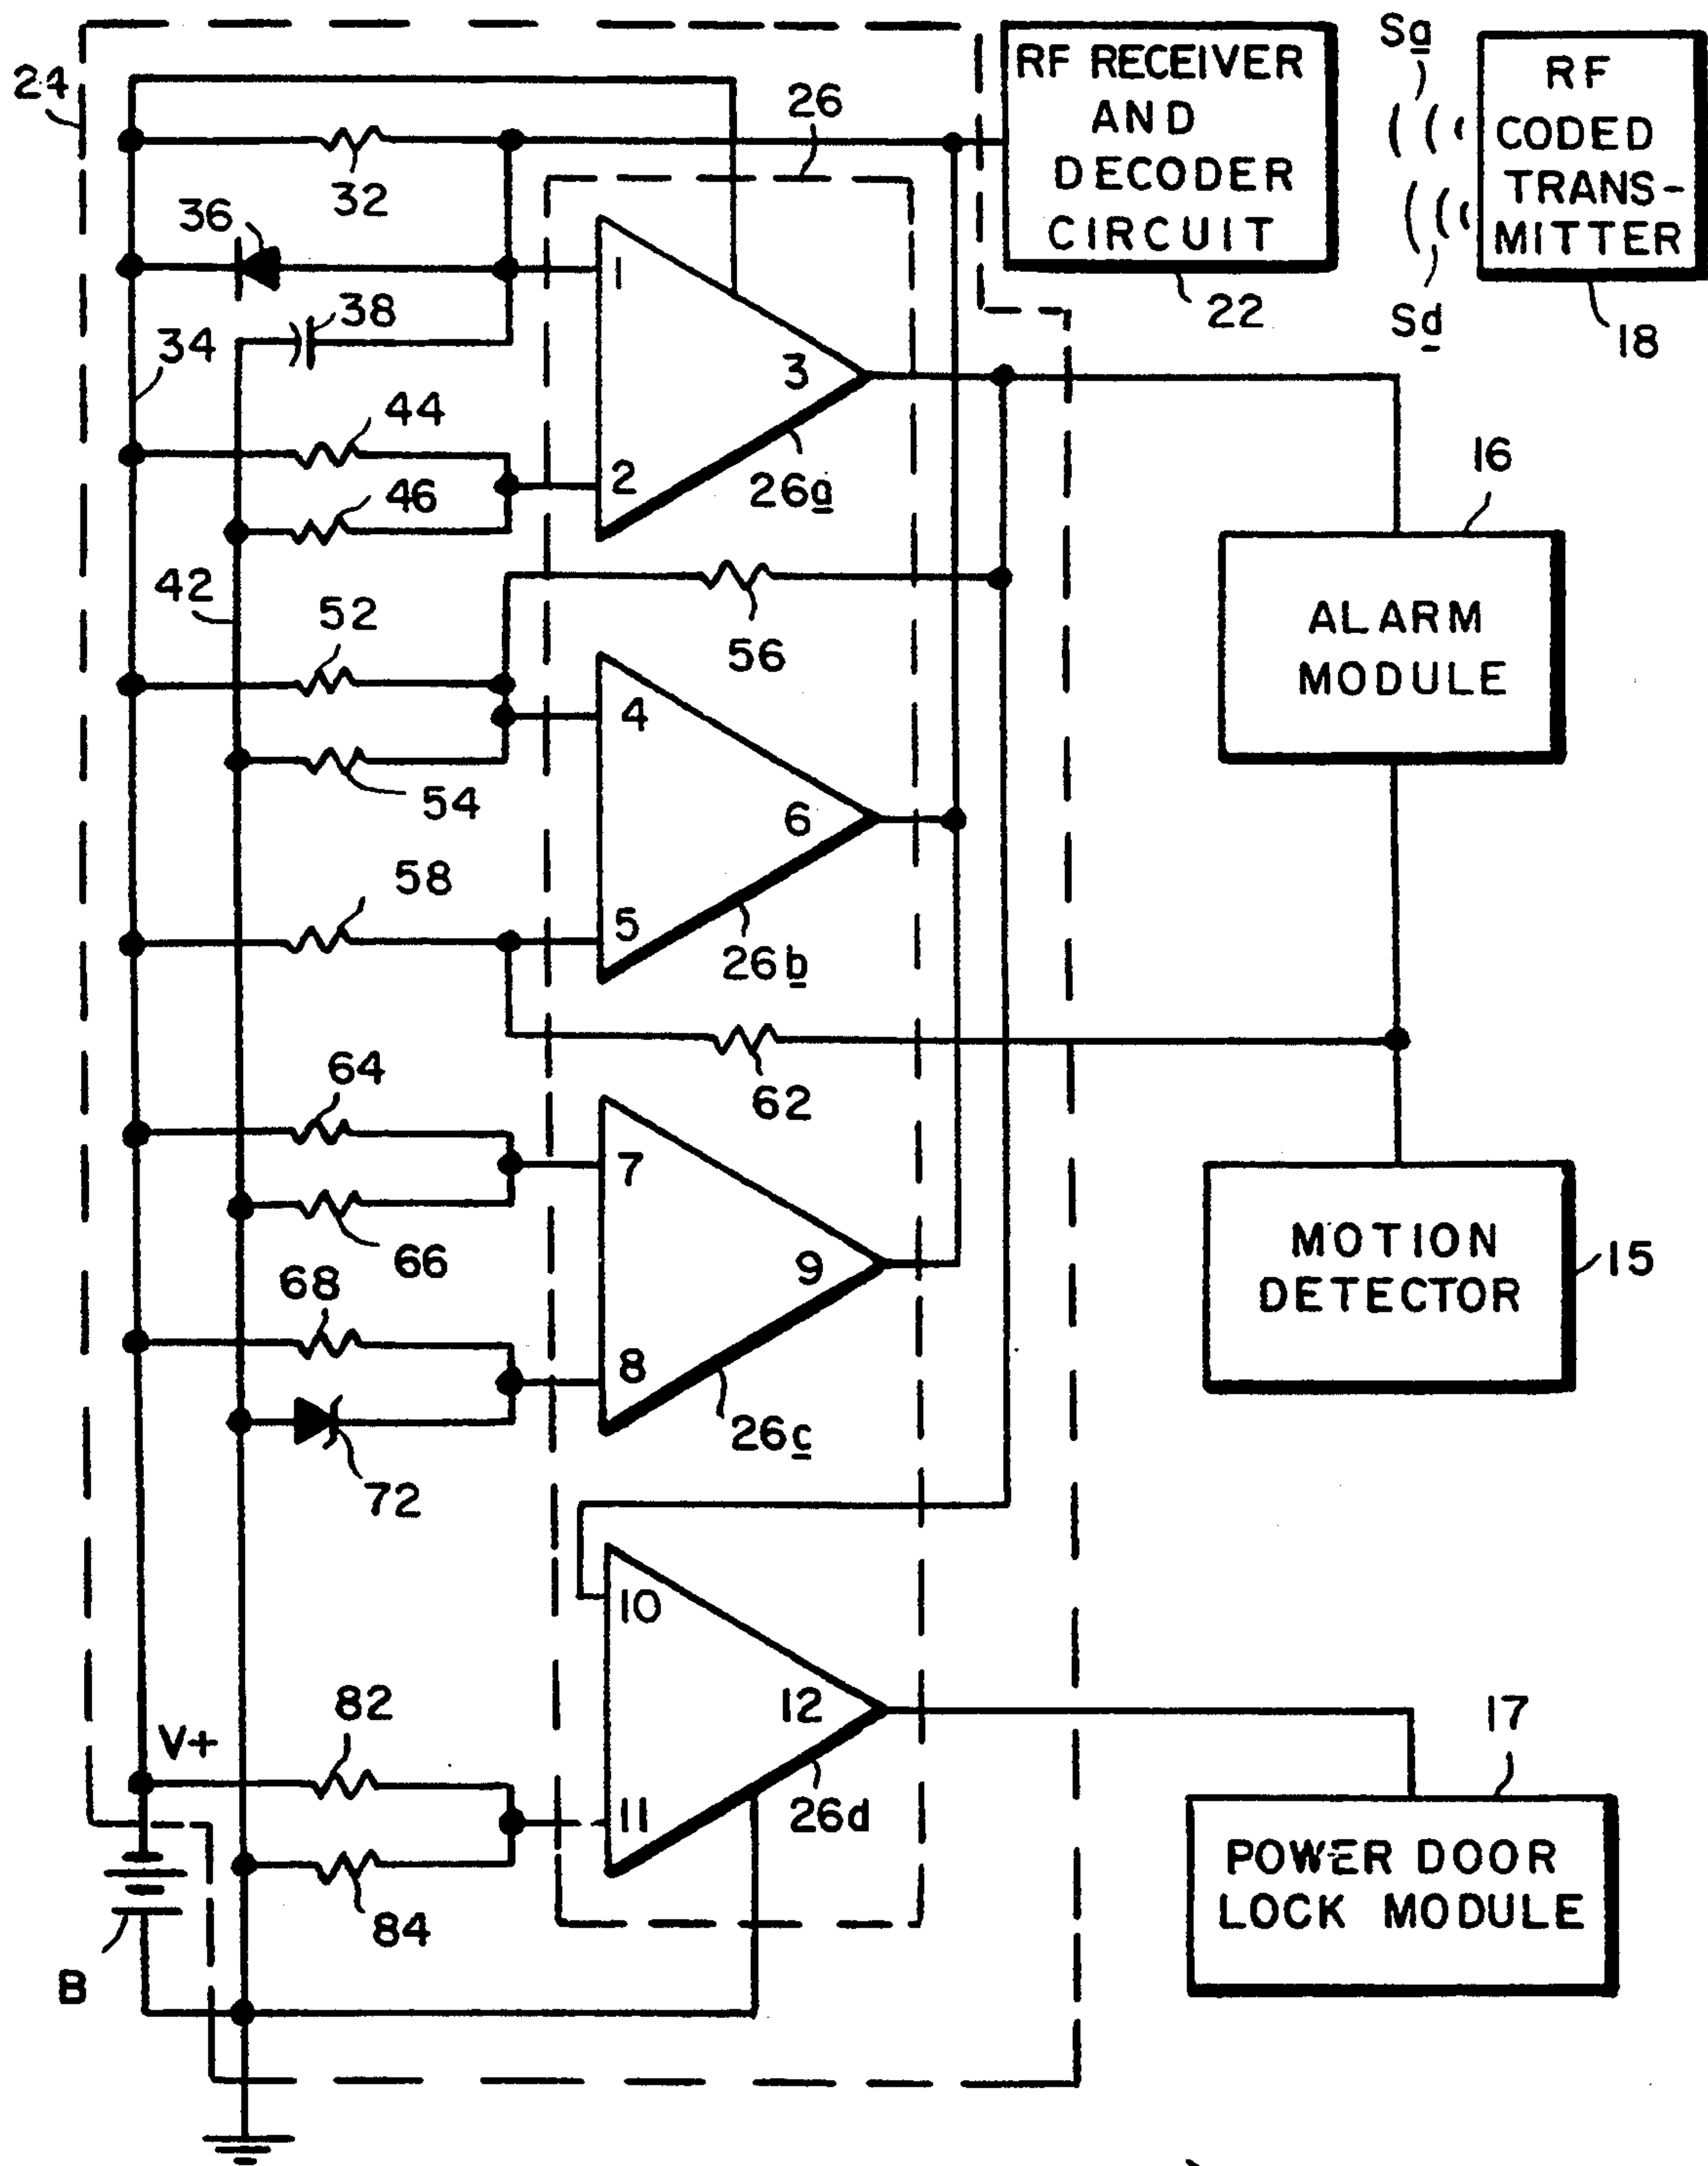 24
RF RECEIVER
AND
DECODER
CIRCUIT
22
Sa
Sd
RF
CODED
TRANS-
MITTER
18
26
32
36
38
34
1
3
2
26a
44
46
16
ALARM
MODULE
42
52
56
4
54
6
58
5
26b
62
64
7
66
9
68
8
26c
72
MOTION
DETECTOR
15
10
12
11
26d
V+
82
84
B
17
POWER DOOR
LOCK MODULE